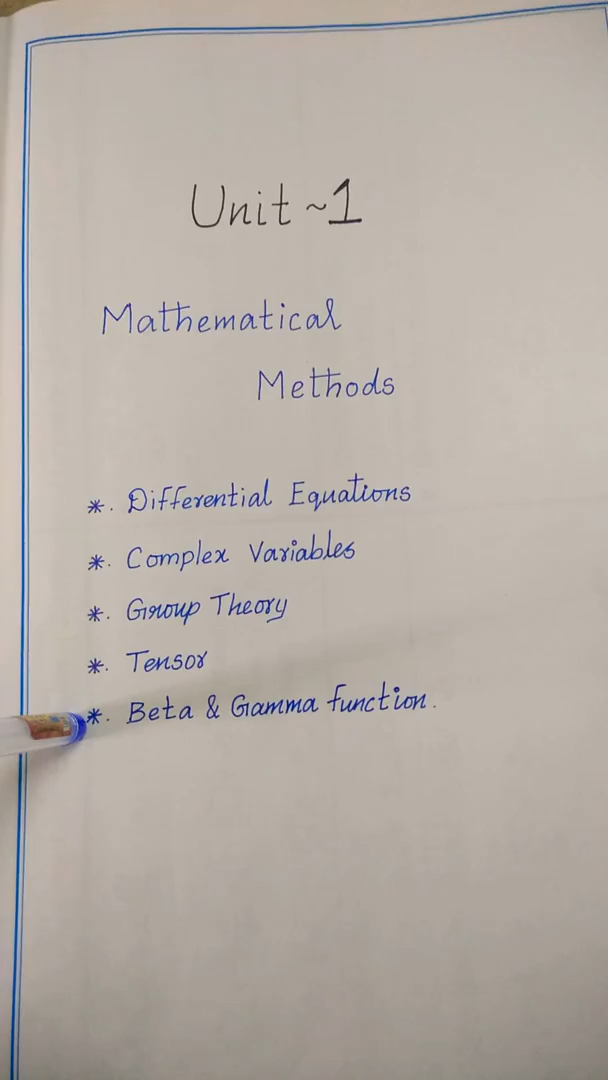 Unit ~1
Mathematical
Methods
*. Differential Equations
*. Complex Variables
*. Group Theory
*. Tensor
*. Beta & Gamma function.